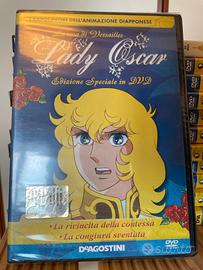 I CAPOLAVORI DELL'ANIMAZIONE GIAPPONESE
La rosa di Versailles
Lady Oscar
Edizione Speciale in DVD
• La rivincita della contessa
• La congiura sventata
DeAGOSTINI
DVD
subito